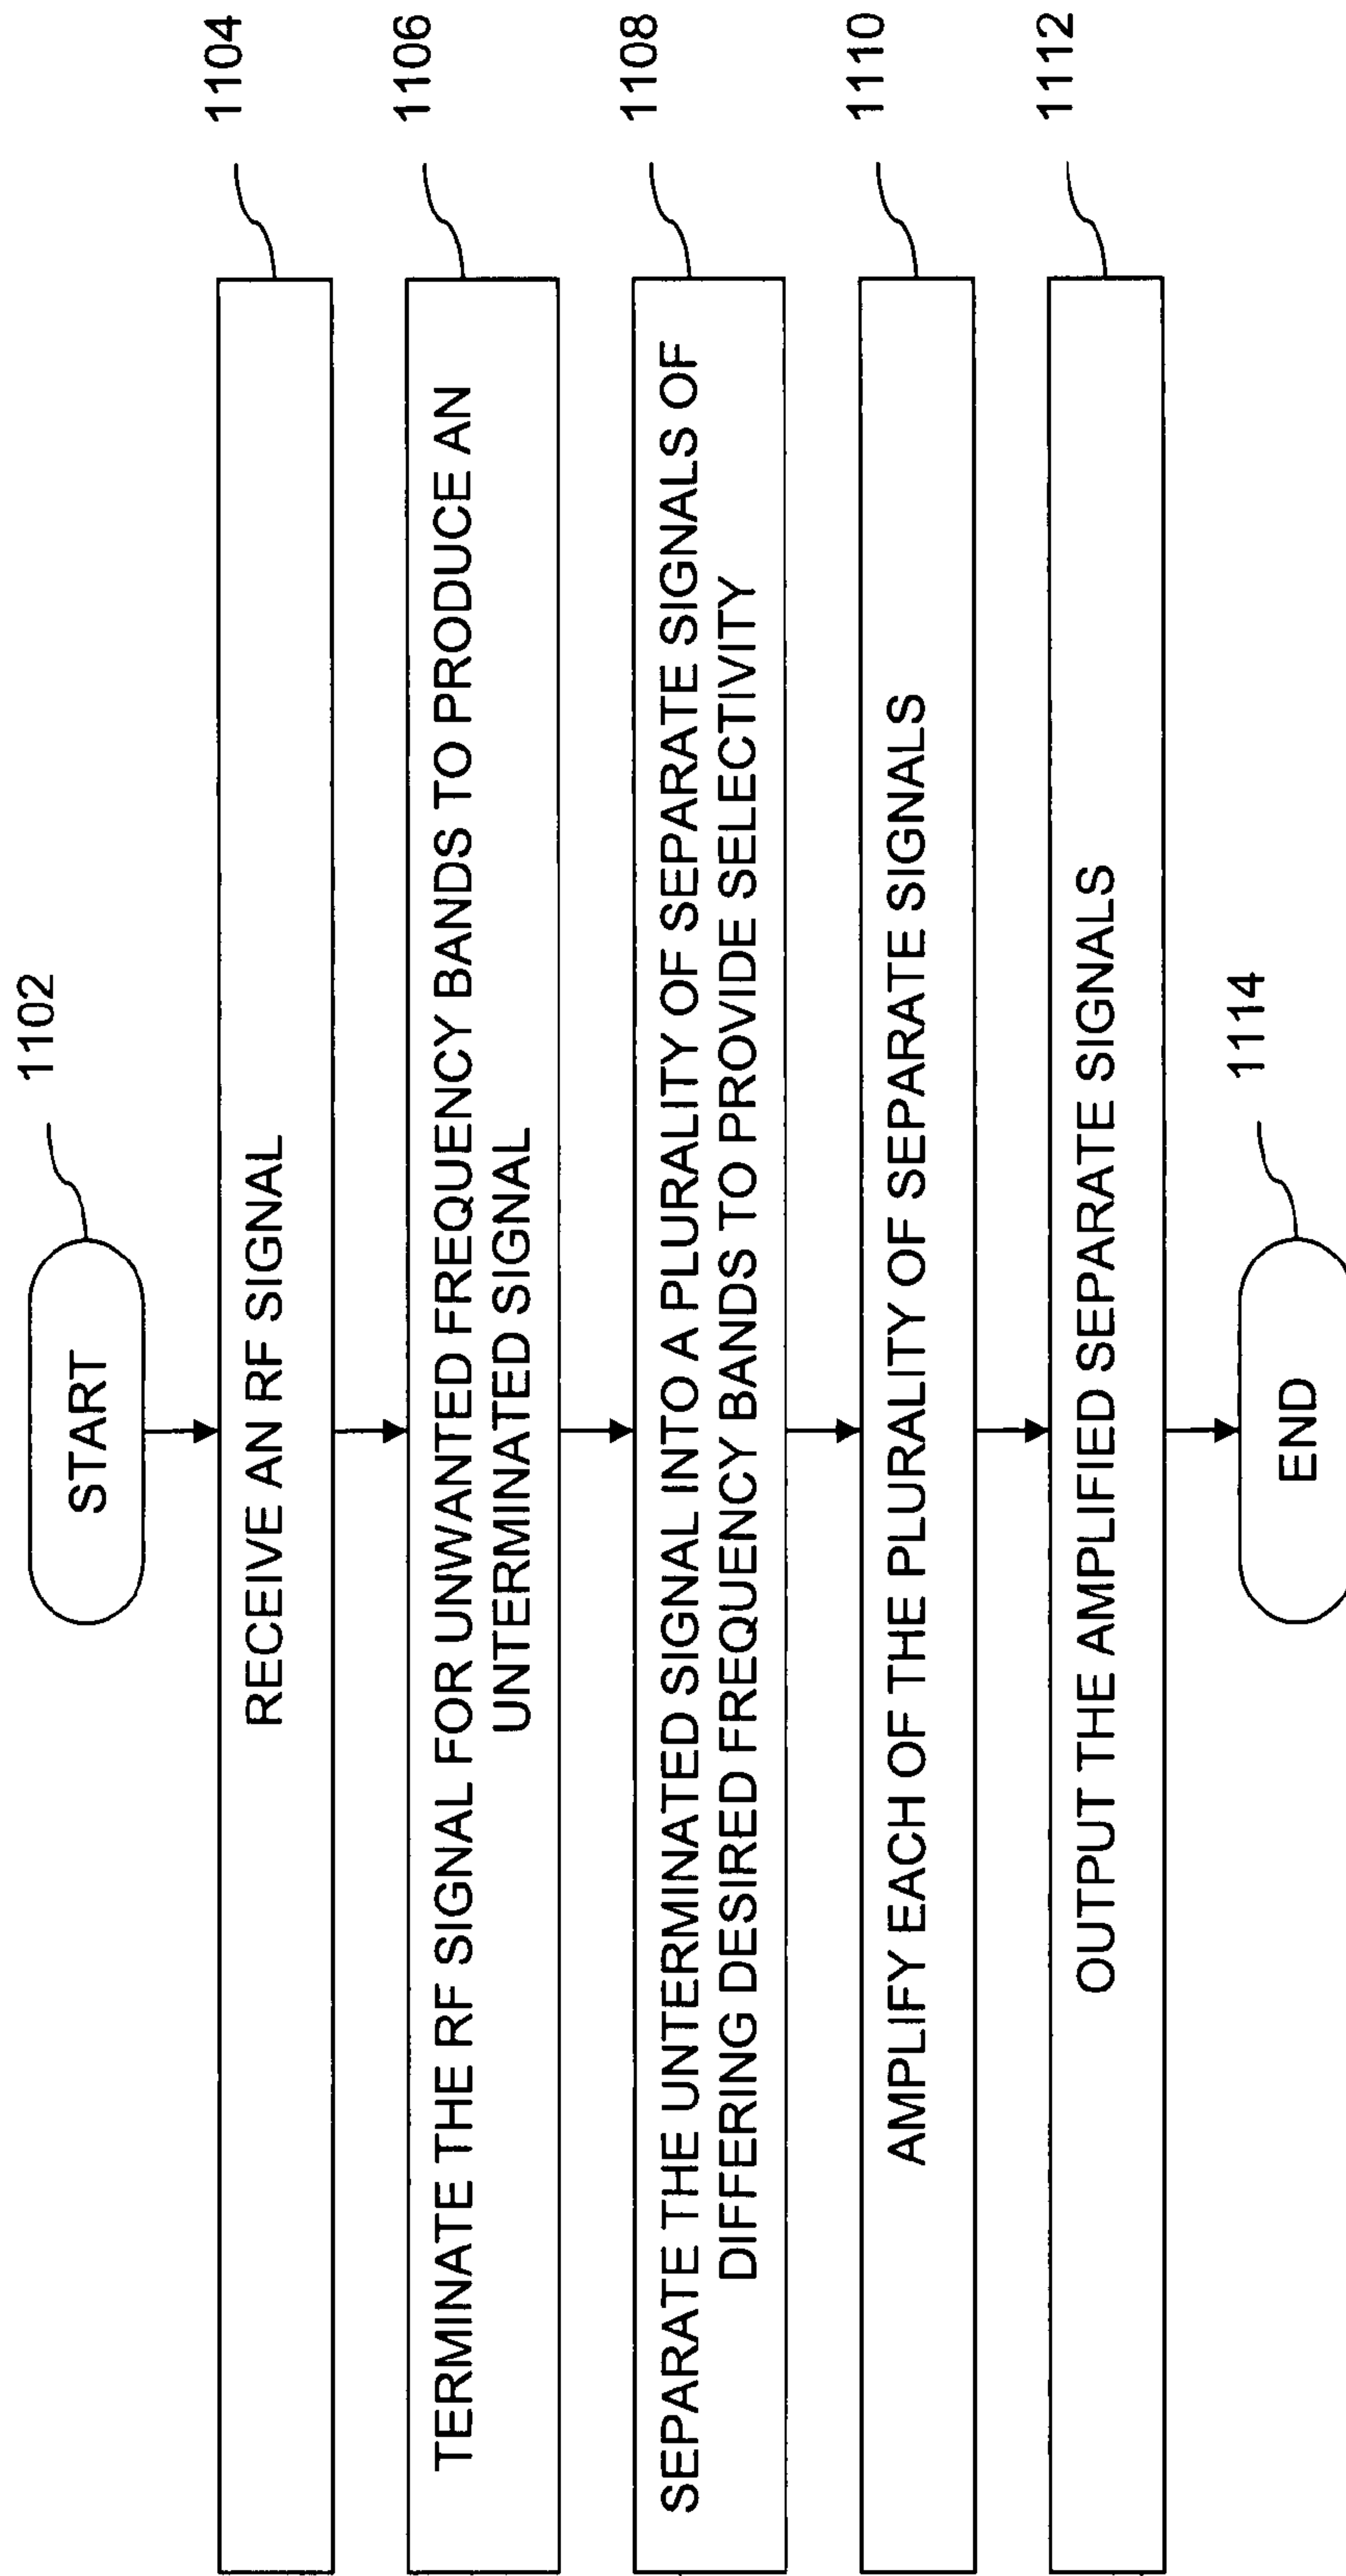 START
1102
RECEIVE AN RF SIGNAL
1104
TERMINATE THE RF SIGNAL FOR UNWANTED FREQUENCY BANDS TO PRODUCE AN
UNTERMINATED SIGNAL
1106
SEPARATE THE UNTERMINATED SIGNAL INTO A PLURALITY OF SEPARATE SIGNALS OF
DIFFERING DESIRED FREQUENCY BANDS TO PROVIDE SELECTIVITY
1108
AMPLIFY EACH OF THE PLURALITY OF SEPARATE SIGNALS
1110
OUTPUT THE AMPLIFIED SEPARATE SIGNALS
1112
END
1114